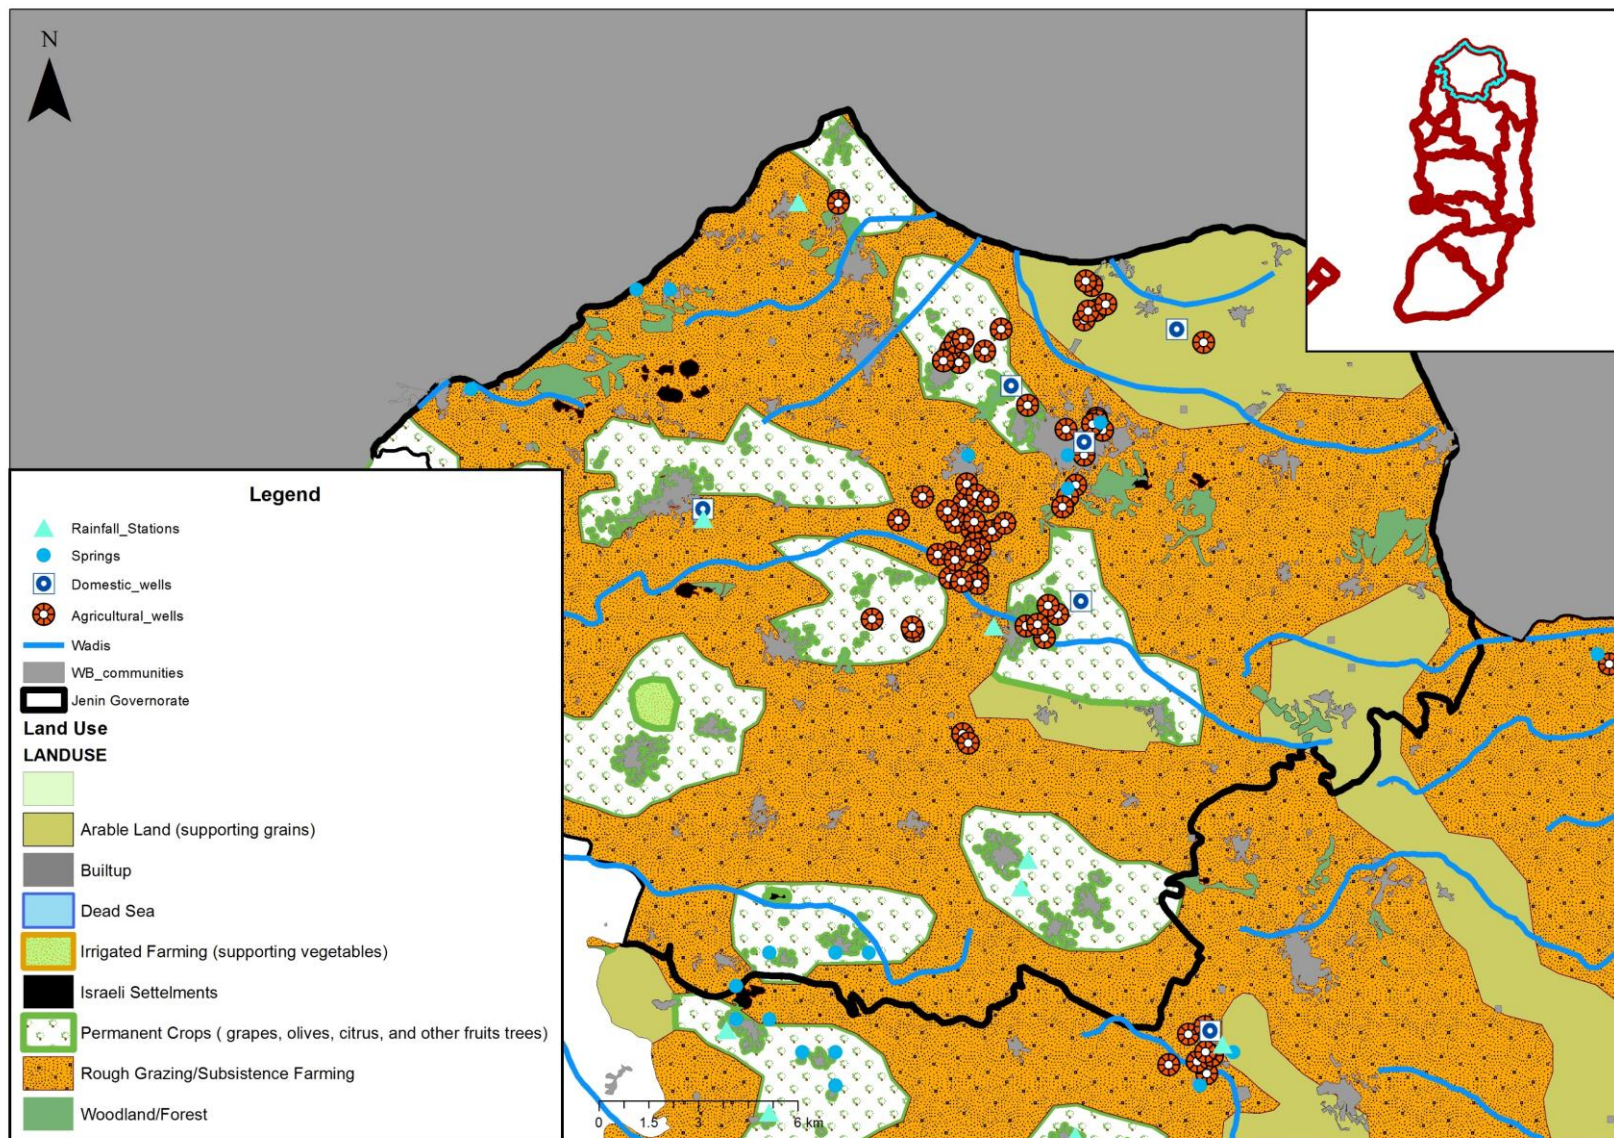 N
Legend
Rainfall_Stations
Springs
Domestic_wells
Agricultural_wells
Wadis
WB_communities
Jenin Governorate
Land Use
LANDUSE
Arable Land (supporting grains)
Builtup
Dead Sea
Irrigated Farming (supporting vegetables)
Israeli Settelments
Permanent Crops ( grapes, olives, citrus, and other fruits trees)
Rough Grazing/Subsistence Farming
Woodland/Forest
0 1.5 3 6 km